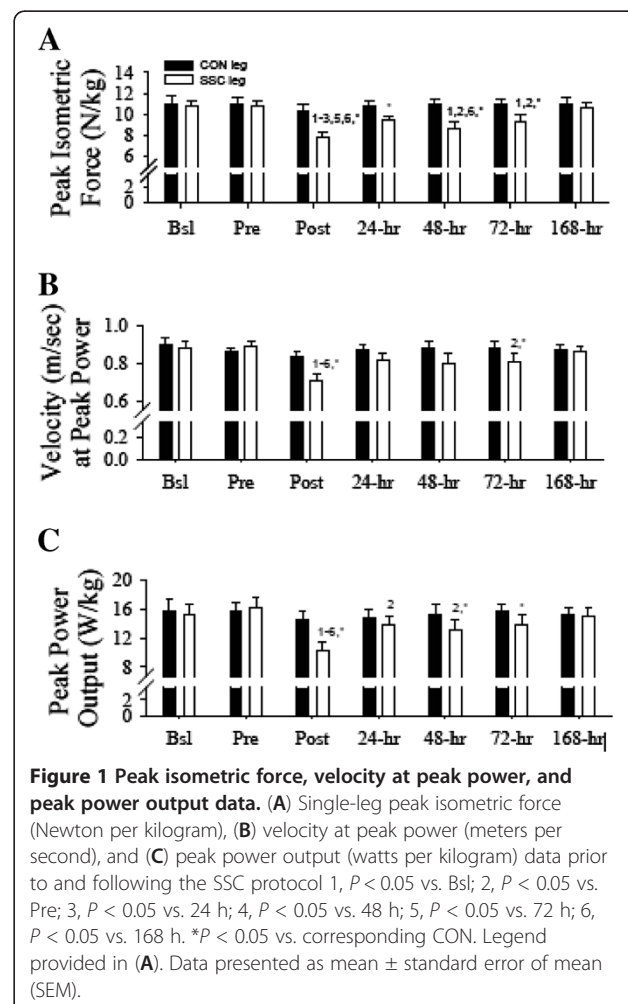 A
CON leg
SSC leg
Peak Isometric
Force (N/kg)
14
12
10
8
6
2
0
1-3,5,6,*
*
1,2,6,*
1,2,*
Bsl Pre Post 24-hr 48-hr 72-hr 168-hr
B
Velocity (m/sec)
at Peak Power
1.0
0.8
0.6
0.2
0.0
1-6,*
2,*
Bsl Pre Post 24-hr 48-hr 72-hr 168-hr
C
Peak Power
Output (W/kg)
20
16
12
8
2
0
1-6,*
2
2,*
*
Bsl Pre Post 24-hr 48-hr 72-hr 168-hr
Figure 1 Peak isometric force, velocity at peak power, and
peak power output data. (A) Single-leg peak isometric force
(Newton per kilogram), (B) velocity at peak power (meters per
second), and (C) peak power output (watts per kilogram) data prior
to and following the SSC protocol 1, P < 0.05 vs. Bsl; 2, P < 0.05 vs.
Pre; 3, P < 0.05 vs. 24 h; 4, P < 0.05 vs. 48 h; 5, P < 0.05 vs. 72 h; 6,
P < 0.05 vs. 168 h. *P < 0.05 vs. corresponding CON. Legend
provided in (A). Data presented as mean ± standard error of mean
(SEM).